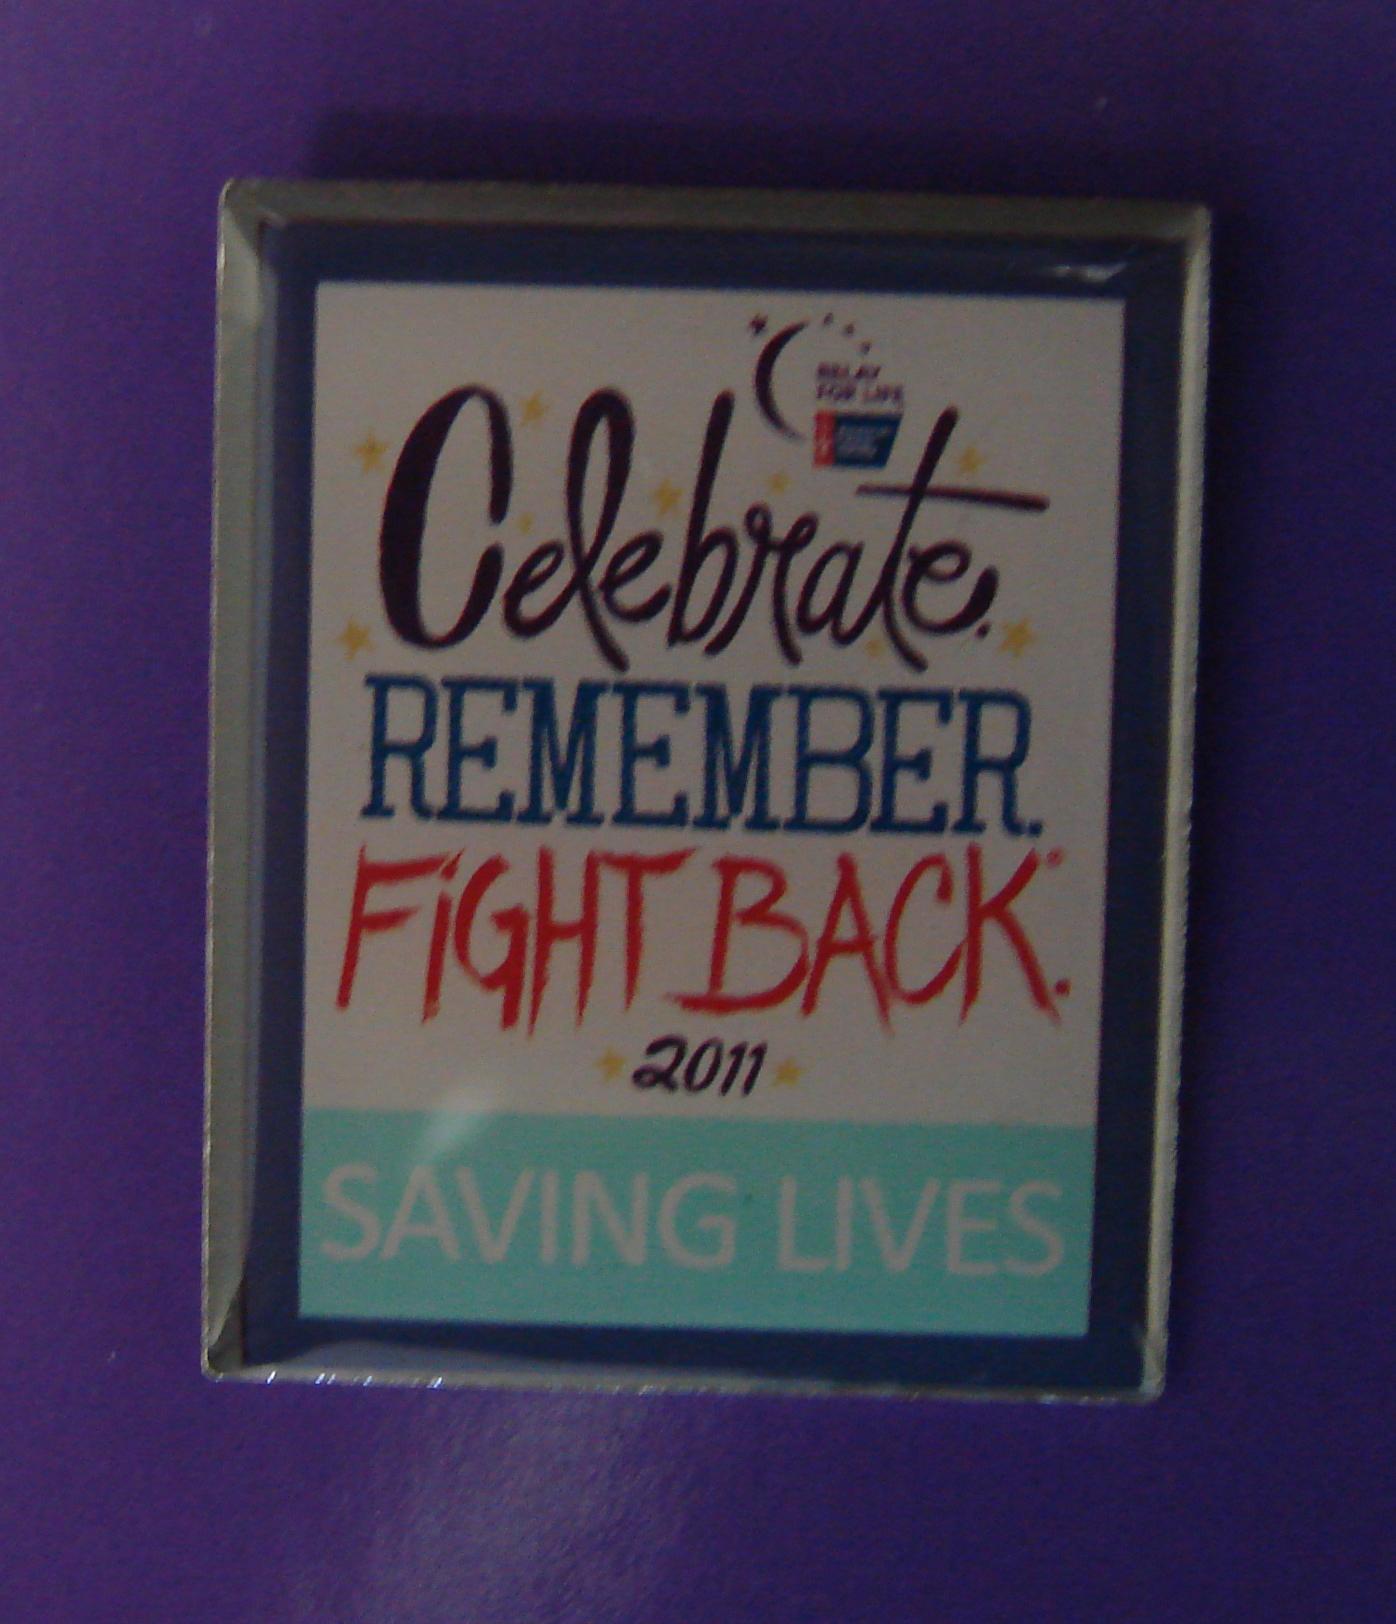 RELAY
FOR LIFE
Celebrate.
REMEMBER.
FiGHT BACK.
2011
SAVING LIVES